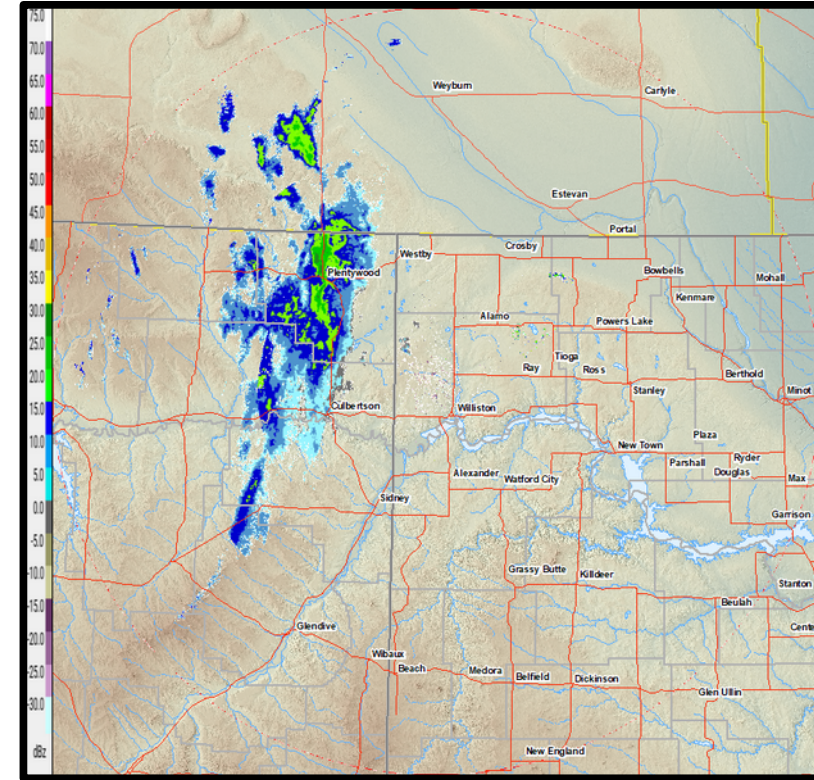 75.0
70.0
65.0
60.0
55.0
50.0
45.0
40.0
35.0
30.0
25.0
20.0
15.0
10.0
5.0
0.0
-5.0
-10.0
-15.0
-20.0
-25.0
-30.0
dBz
Weyburn
Carlyle
Estevan
Portal
Westby
Crosby
Plentywood
Bowbells
Mohall
Kenmare
Alamo
Powers Lake
Tioga
Ray
Ross
Berthold
Stanley
Minot
Culbertson
Williston
Plaza
New Town
Ryder
Parshall
Douglas
Alexander
Watford City
Max
Sidney
Garrison
Grassy Butte
Killdeer
Stanton
Beulah
Glendive
Cente
Wibaux
Beach
Medora
Belfield
Dickinson
Glen Ullin
New England